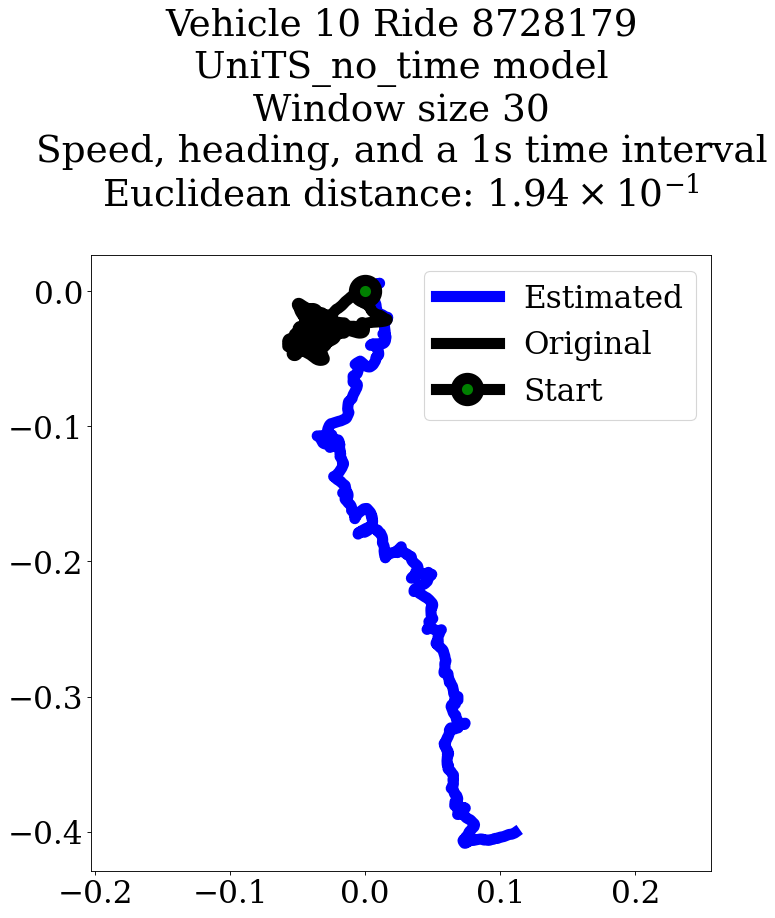 Vehicle 10 Ride 8728179
UniTS_no_time model
Window size 30
Speed, heading, and a 1s time interval
Euclidean distance: 1.94 × 10⁻¹
Estimated
Original
Start
0.0
−0.1
−0.2
−0.3
−0.4
−0.2
−0.1
0.0
0.1
0.2